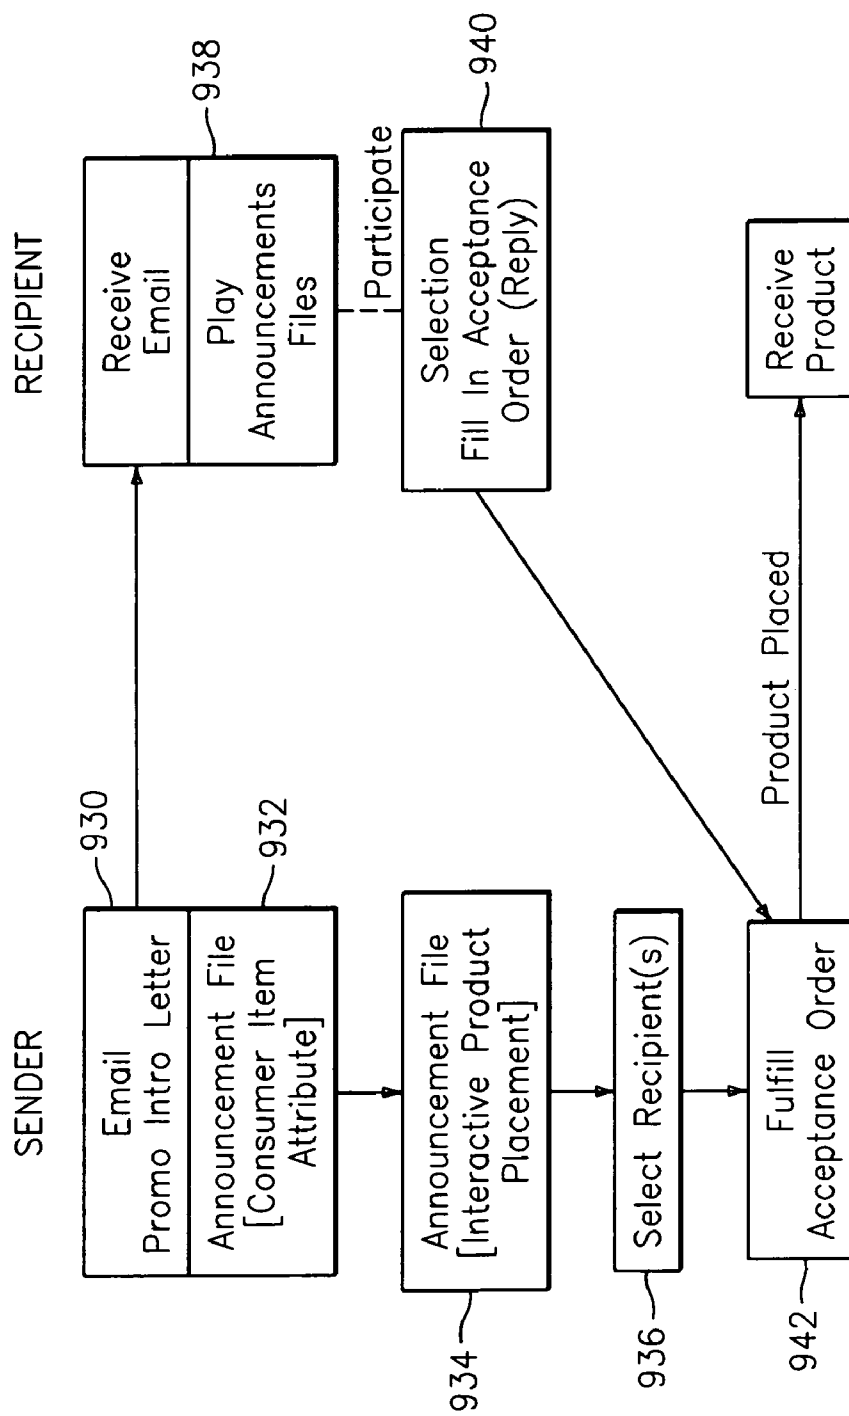 SENDER
RECIPIENT
930
Email
Promo Intro Letter
932
Announcement File
[Consumer Item
Attribute]
Receive
Email
938
Play
Announcements
Files
Participate
934
Announcement File
[Interactive Product
Placement]
940
Selection
Fill In Acceptance
Order (Reply)
936
Select Recipient(s)
942
Fulfill
Acceptance Order
Product Placed
Receive
Product